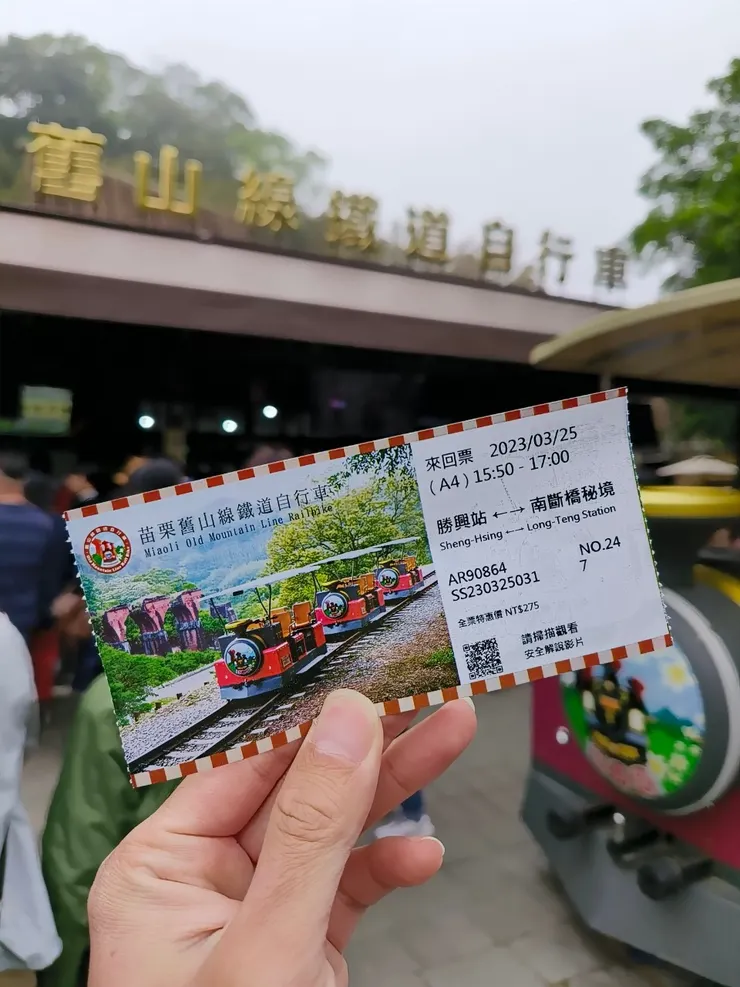 舊山線鐵道自行車
苗栗舊山線鐵道自行車
Miaoli Old Mountain Line Railbike
來回票 2023/03/25
(A4) 15:50 - 17:00
勝興站 ←→ 南斷橋秘境
Sheng-Hsing ←→ Long-Teng Station
AR90864 NO.24
SS230325031 7
全票特惠價 NT$275
請掃描觀看
安全解說影片